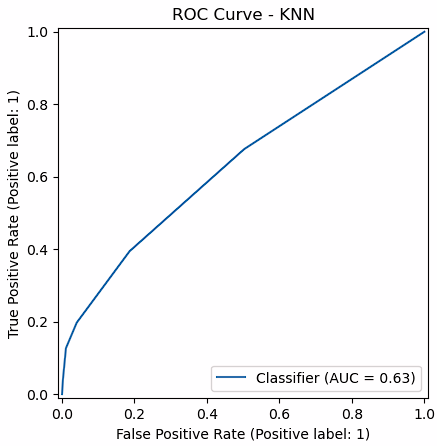 ROC Curve - KNN
1.0
0.8
0.6
0.4
0.2
0.0
True Positive Rate (Positive label: 1)
Classifier (AUC = 0.63)
0.0 0.2 0.4 0.6 0.8 1.0
False Positive Rate (Positive label: 1)